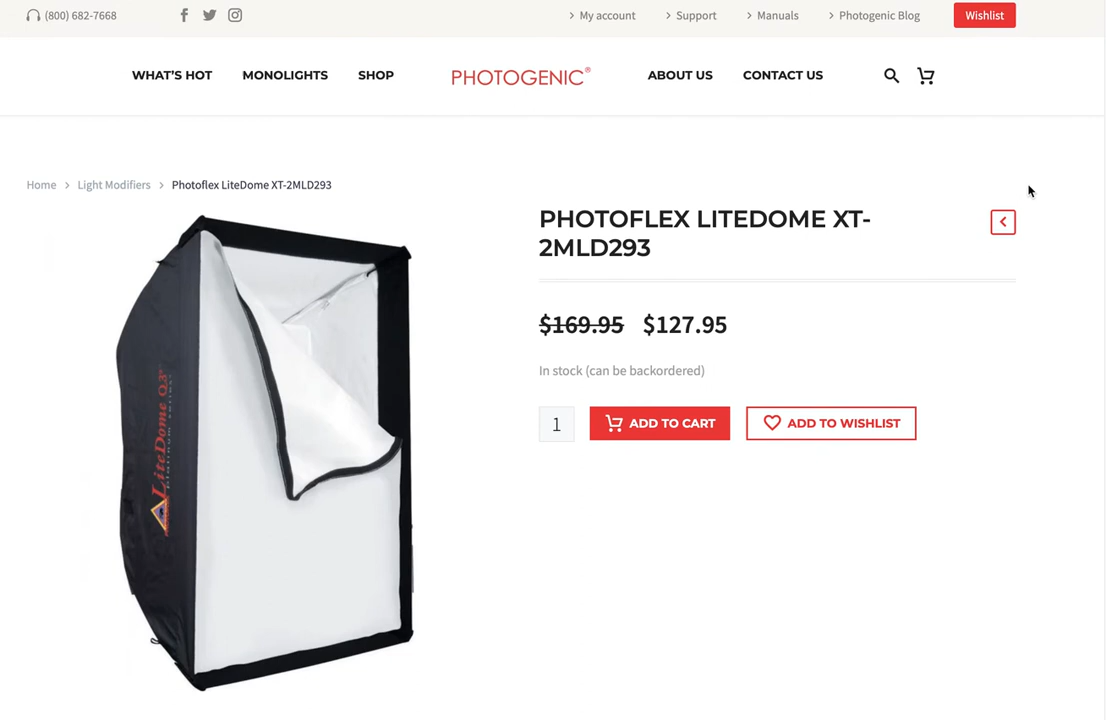 (800) 682-7668
My account
Support
Manuals
Photogenic Blog
Wishlist
WHAT'S HOT
MONOLIGHTS
SHOP
PHOTOGENIC®
ABOUT US
CONTACT US
Home
Light Modifiers
Photoflex LiteDome XT-2MLD293
PHOTOFLEX LITEDOME XT-
2MLD293
$169.95 $127.95
In stock (can be backordered)
1
ADD TO CART
ADD TO WISHLIST
LiteDome Q3